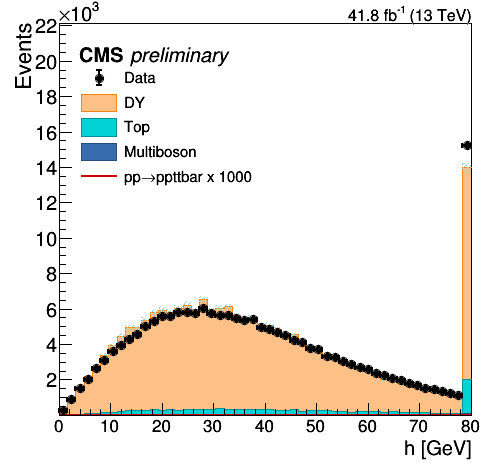 ×10³
41.8 fb⁻¹ (13 TeV)
Events
22
20
18
16
14
12
10
8
6
4
2
CMS preliminary
Data
DY
Top
Multiboson
pp→ppttbar x 1000
0 10 20 30 40 50 60 70 80
h [GeV]